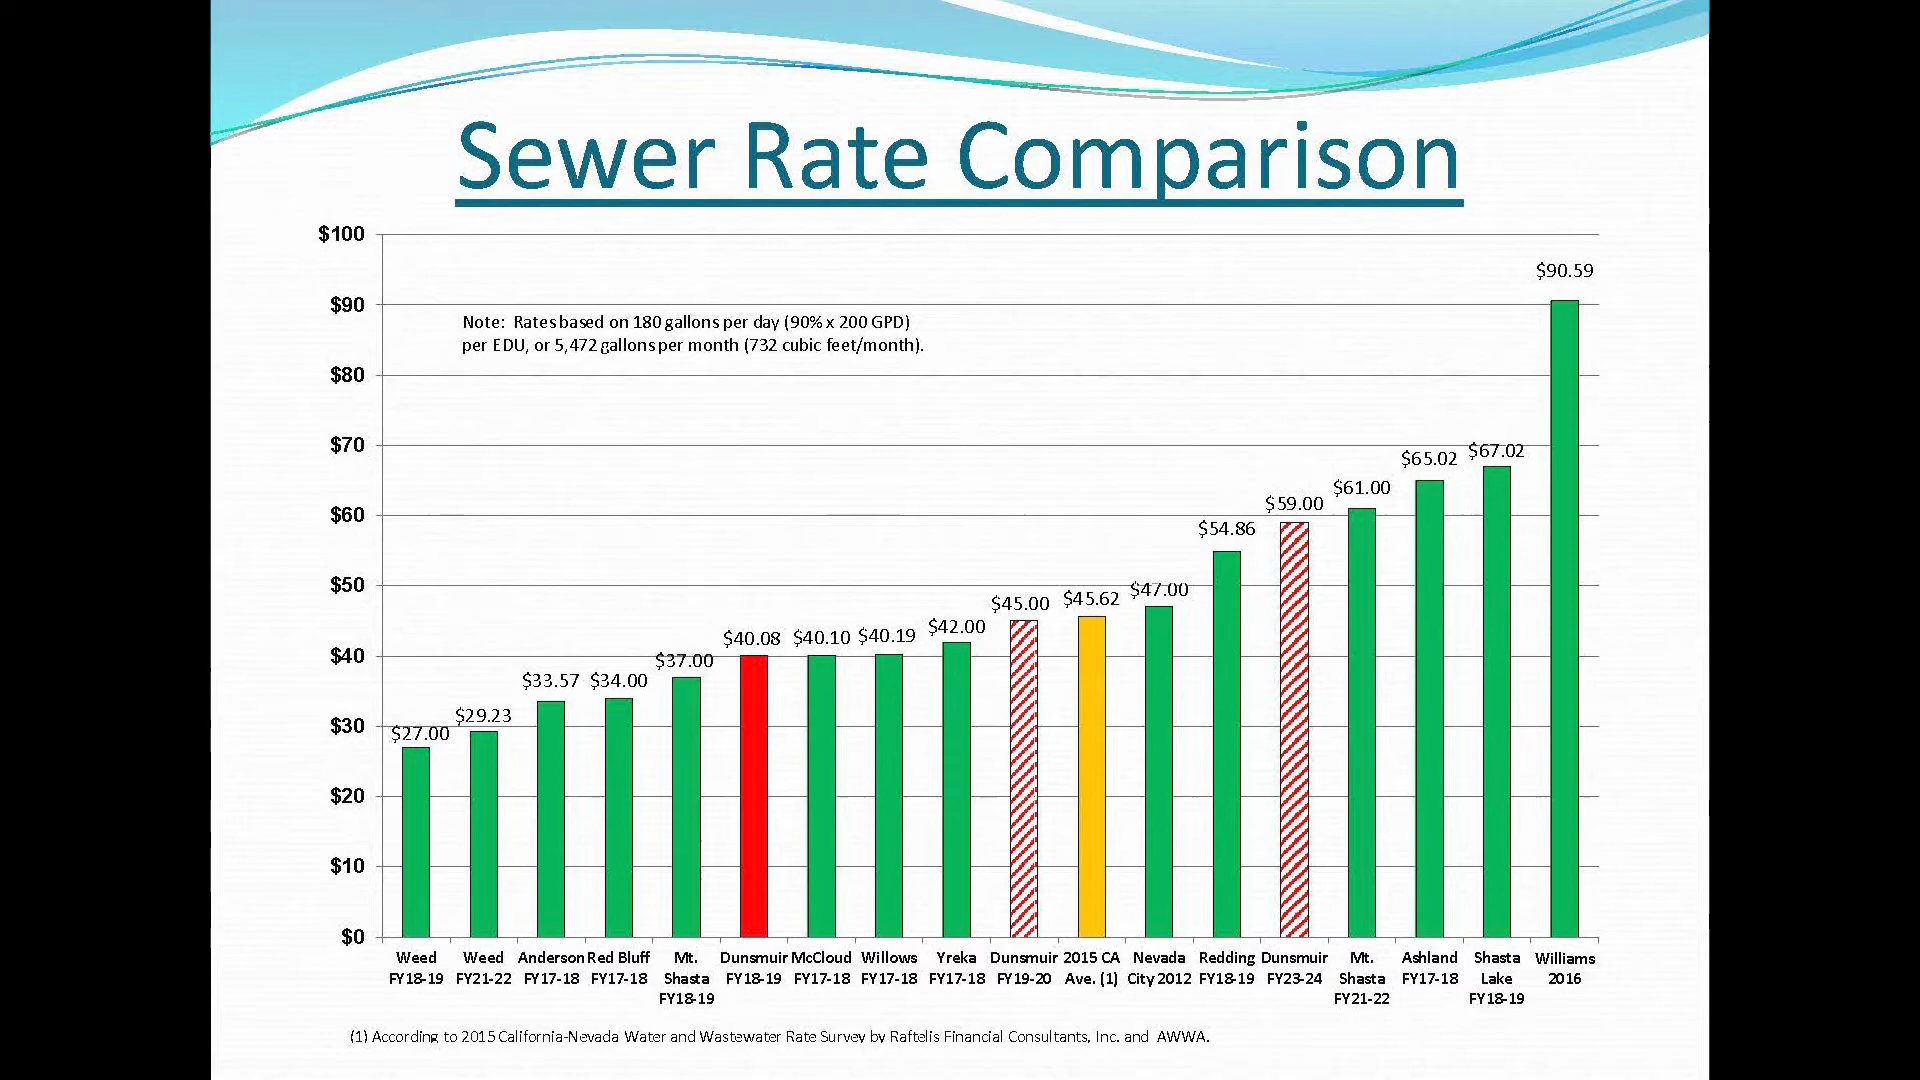 Sewer Rate Comparison
$100
$90
$80
$70
$60
$50
$40
$30
$20
$10
$0
Note: Rates based on 180 gallons per day (90% x 200 GPD)
per EDU, or 5,472 gallons per month (732 cubic feet/month).
$27.00
$29.23
$33.57
$34.00
$37.00
$40.08
$40.10
$40.19
$42.00
$45.00
$45.62
$47.00
$54.86
$59.00
$61.00
$65.02
$67.02
$90.59
Weed
FY18-19
Weed
FY21-22
Anderson
FY17-18
Red Bluff
FY17-18
Mt.
Shasta
FY18-19
Dunsmuir
FY18-19
McCloud
FY17-18
Willows
FY17-18
Yreka
FY17-18
Dunsmuir
FY19-20
2015 CA
Ave. (1)
Nevada
City 2012
Redding
FY18-19
Dunsmuir
FY23-24
Mt.
Shasta
FY21-22
Ashland
FY17-18
Shasta
Lake
FY18-19
Williams
2016
(1) According to 2015 California-Nevada Water and Wastewater Rate Survey by Raftelis Financial Consultants, Inc. and AWWA.